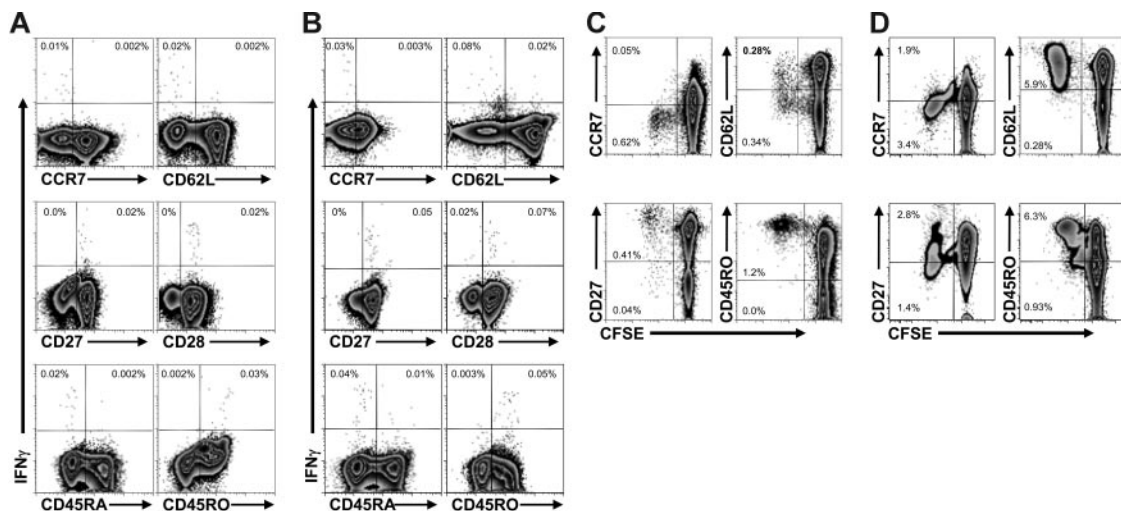 A
B
C
D
0.01% 0.002% 0.02% 0.002%
CCR7 CD62L
0.0% 0.02% 0% 0.02%
CD27 CD28
0.02% 0.002% 0.002% 0.03%
CD45RA CD45RO
IFNγ
0.03% 0.003% 0.08% 0.02%
CCR7 CD62L
0% 0.05 0.02% 0.07%
CD27 CD28
0.04% 0.01% 0.003% 0.05%
CD45RA CD45RO
IFNγ
0.05% 0.28%
CCR7 CD62L
0.62% 0.34%
CD27 CD45RO
0.41% 1.2%
0.04% 0.0%
CFSE
1.9% 5.9%
CCR7 CD62L
3.4% 0.28%
2.8% 6.3%
CD27 CD45RO
1.4% 0.93%
CFSE